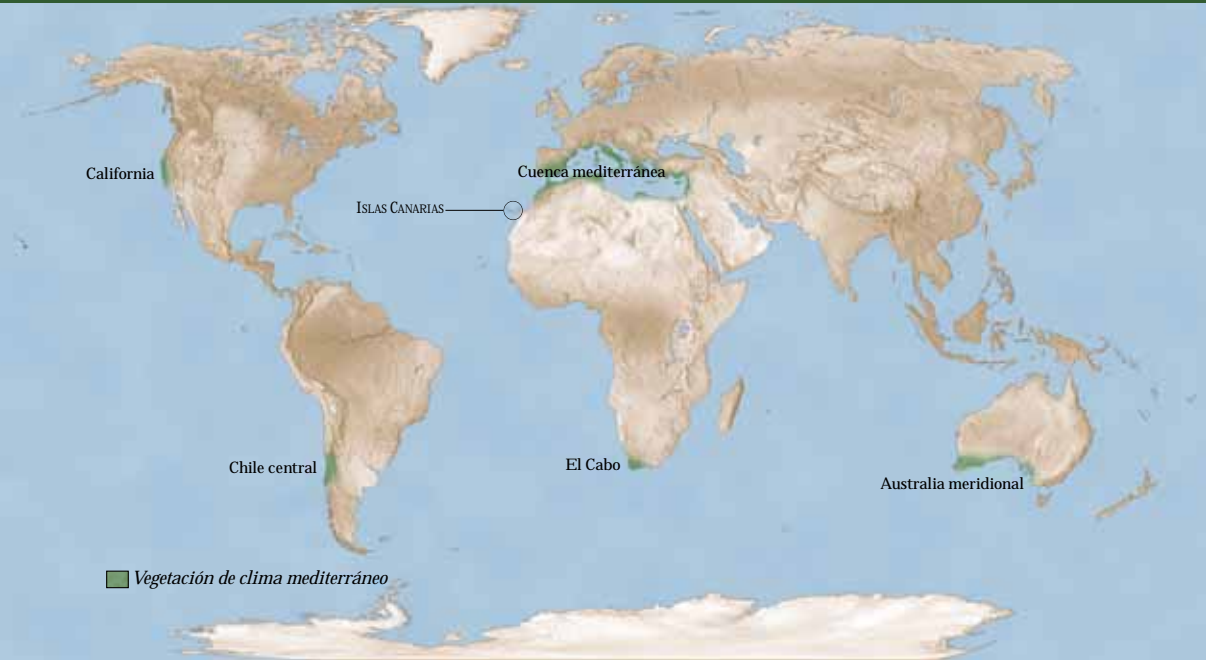 California
Cuenca mediterránea
ISLAS CANARIAS
Chile central
El Cabo
Australia meridional
Vegetación de clima mediterráneo